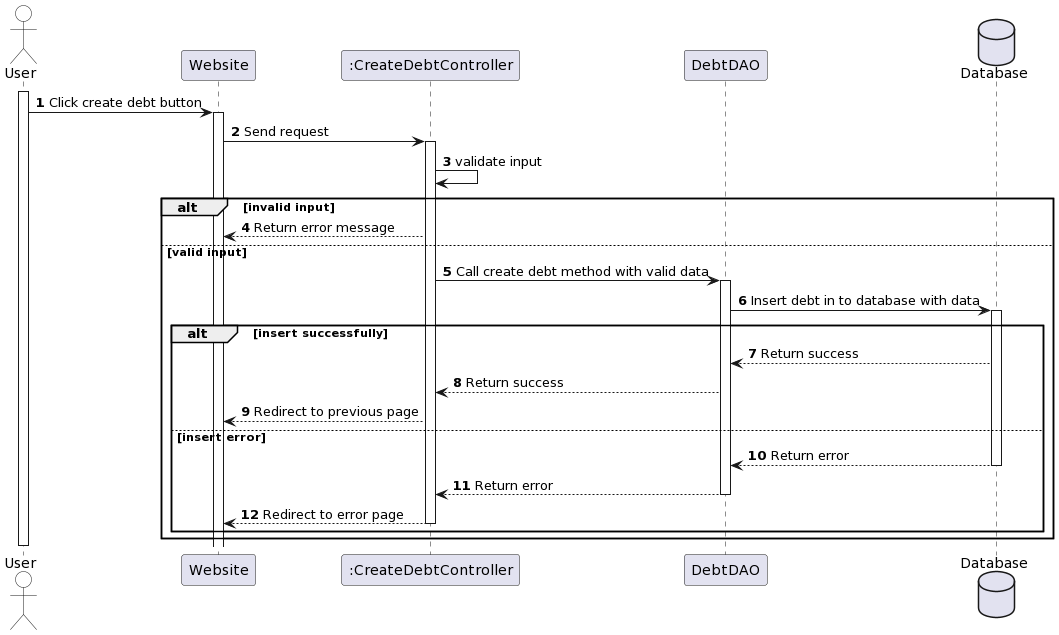 User
Website
:CreateDebtController
DebtDAO
Database
1 Click create debt button
2 Send request
3 validate input
alt [invalid input]
4 Return error message
[valid input]
5 Call create debt method with valid data
6 Insert debt in to database with data
alt [insert successfully]
7 Return success
8 Return success
9 Redirect to previous page
[insert error]
10 Return error
11 Return error
12 Redirect to error page
User
Website
:CreateDebtController
DebtDAO
Database